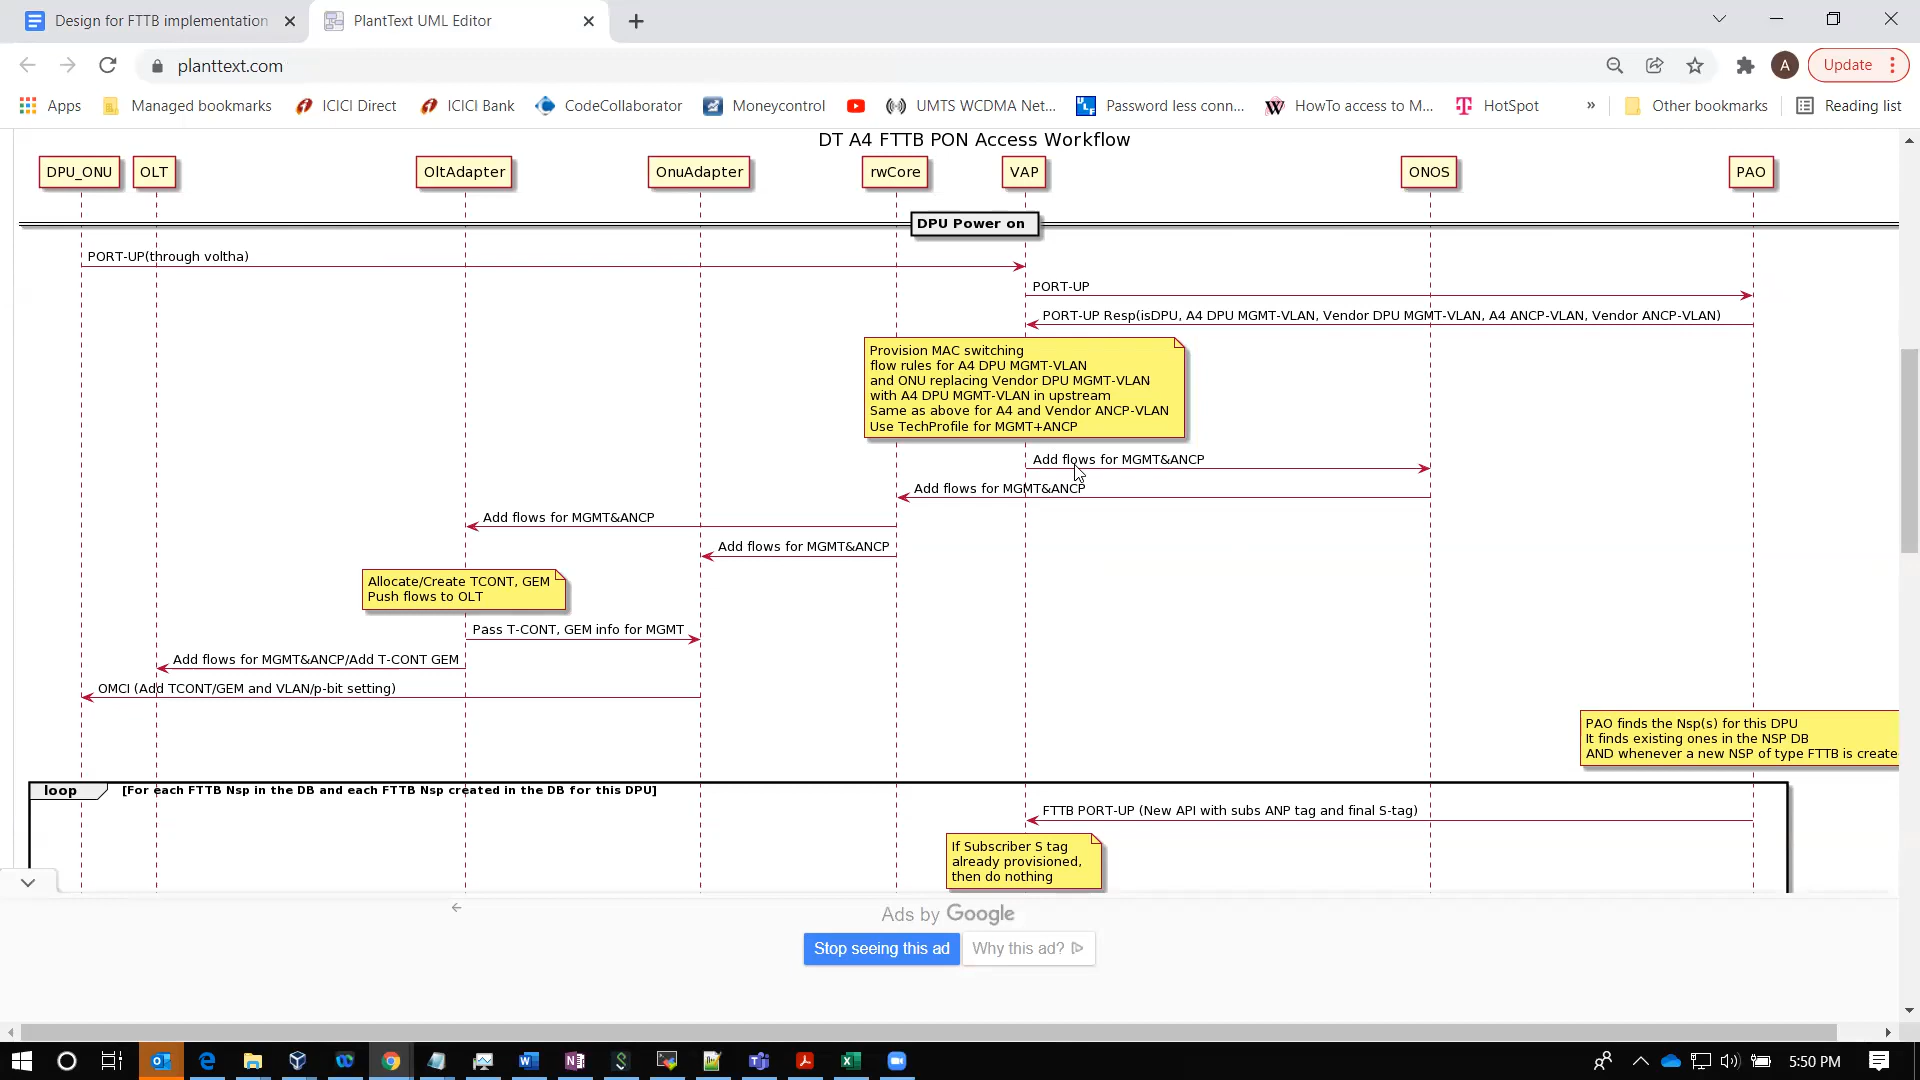 Design for FTTB implementation
PlantText UML Editor
planttext.com
A
Update
Apps
Managed bookmarks
ICICI Direct
ICICI Bank
CodeCollaborator
Moneycontrol
UMTS WCDMA Net...
Password less conn...
HowTo access to M...
HotSpot
»
Other bookmarks
Reading list
DT A4 FTTB PON Access Workflow
DPU_ONU
OLT
OltAdapter
OnuAdapter
rwCore
VAP
ONOS
PAO
DPU Power on
PORT-UP(through voltha)
PORT-UP
PORT-UP Resp(isDPU, A4 DPU MGMT-VLAN, Vendor DPU MGMT-VLAN, A4 ANCP-VLAN, Vendor ANCP-VLAN)
Provision MAC switching
flow rules for A4 DPU MGMT-VLAN
and ONU replacing Vendor DPU MGMT-VLAN
with A4 DPU MGMT-VLAN in upstream
Same as above for A4 and Vendor ANCP-VLAN
Use TechProfile for MGMT+ANCP
Add flows for MGMT&ANCP
Add flows for MGMT&ANCP
Add flows for MGMT&ANCP
Add flows for MGMT&ANCP
Allocate/Create TCONT, GEM
Push flows to OLT
Pass T-CONT, GEM info for MGMT
Add flows for MGMT&ANCP/Add T-CONT GEM
OMCI (Add TCONT/GEM and VLAN/p-bit setting)
PAO finds the Nsp(s) for this DPU
It finds existing ones in the NSP DB
AND whenever a new NSP of type FTTB is create
loop [For each FTTB Nsp in the DB and each FTTB Nsp created in the DB for this DPU]
FTTB PORT-UP (New API with subs ANP tag and final S-tag)
If Subscriber S tag
already provisioned,
then do nothing
Ads by Google
Stop seeing this ad
Why this ad?
5:50 PM